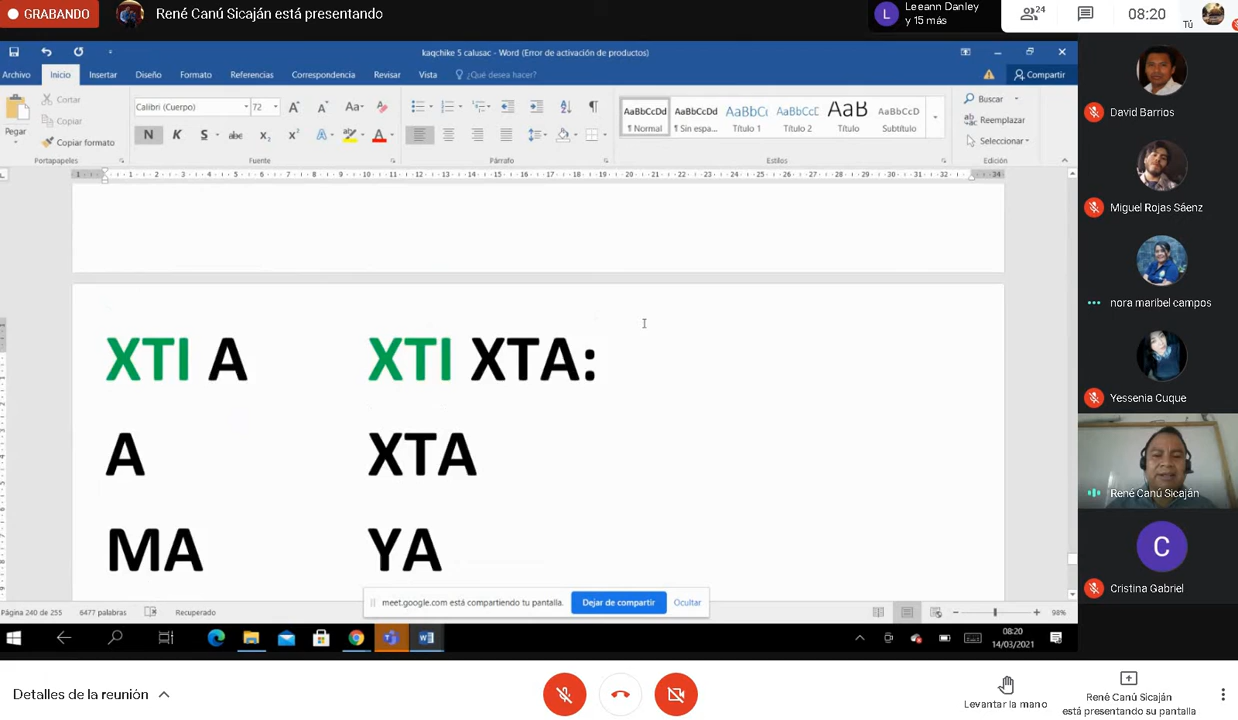 GRABANDO
René Canú Sicaján está presentando
L
Leeann Danley
y 15 más
24
08:20
Tú
kaqchike 5 calusac - Word (Error de activación de productos)
Archivo Inicio Insertar Diseño Formato Referencias Correspondencia Revisar Vista ¿Qué desea hacer? Compartir
Pegar
Cortar
Copiar
Copiar formato
Portapapeles
Calibri (Cuerpo) 72
N K S abc X₂ X² A A
Fuente
Párrafo
AaBbCcDd AaBbCcDd AaBbC( AaBbCcC AaB AaBbCcD
¶ Normal ¶ Sin espa... Título 1 Título 2 Título Subtítulo
Estilos
Buscar
Reemplazar
Seleccionar
Edición
XTI A XTI XTA:
A XTA
MA YA
meet.google.com está compartiendo tu pantalla. Dejar de compartir Ocultar
Página 240 de 255 6477 palabras Recuperado 98%
08:20
14/03/2021
David Barrios
Miguel Rojas Sáenz
nora maribel campos
Yessenia Cuque
René Canú Sicaján
C
Cristina Gabriel
Detalles de la reunión
Levantar la mano
René Canú Sicaján
está presentando su pantalla